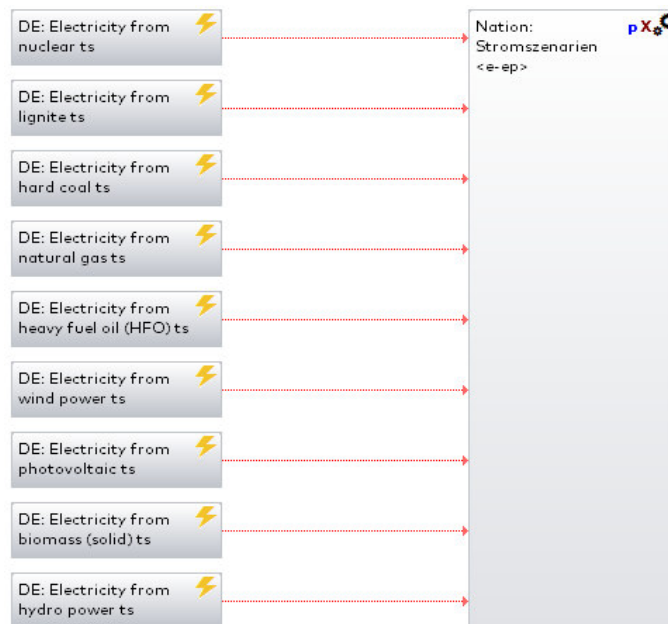 DE: Electricity from
nuclear ts
DE: Electricity from
lignite ts
DE: Electricity from
hard coal ts
DE: Electricity from
natural gas ts
DE: Electricity from
heavy fuel oil (HFO) ts
DE: Electricity from
wind power ts
DE: Electricity from
photovoltaic ts
DE: Electricity from
biomass (solid) ts
DE: Electricity from
hydro power ts
Nation:
Stromszenarien
<e-ep>
p X